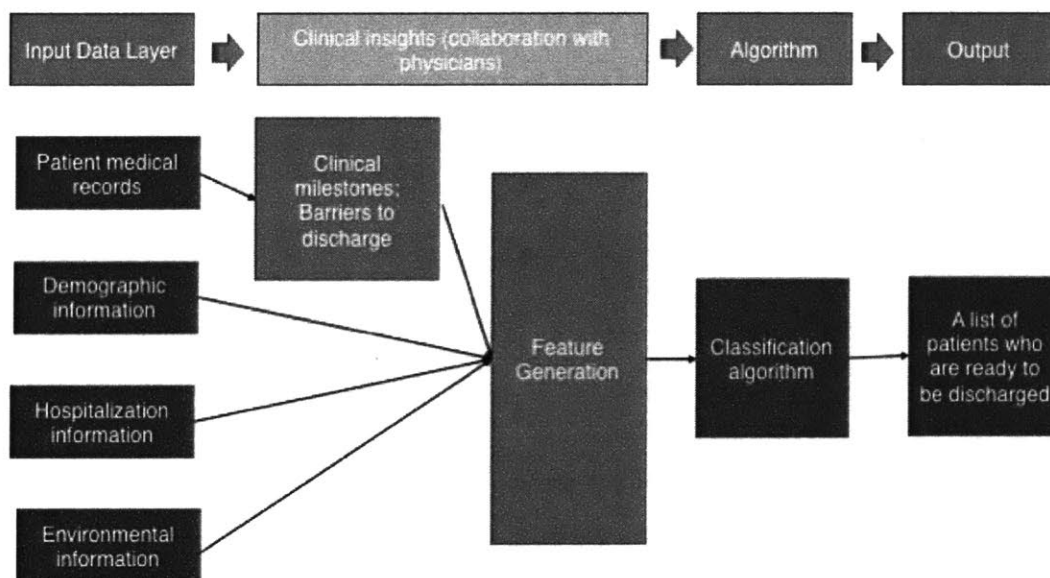 Input Data Layer
Clinical insights (collaboration with
physicians)
Algorithm
Output
Patient medical
records
Clinical
milestones;
Barriers to
discharge
Demographic
information
Hospitalization
information
Environmental
information
Feature
Generation
Classification
algorithm
A list of
patients who
are ready to
be discharged